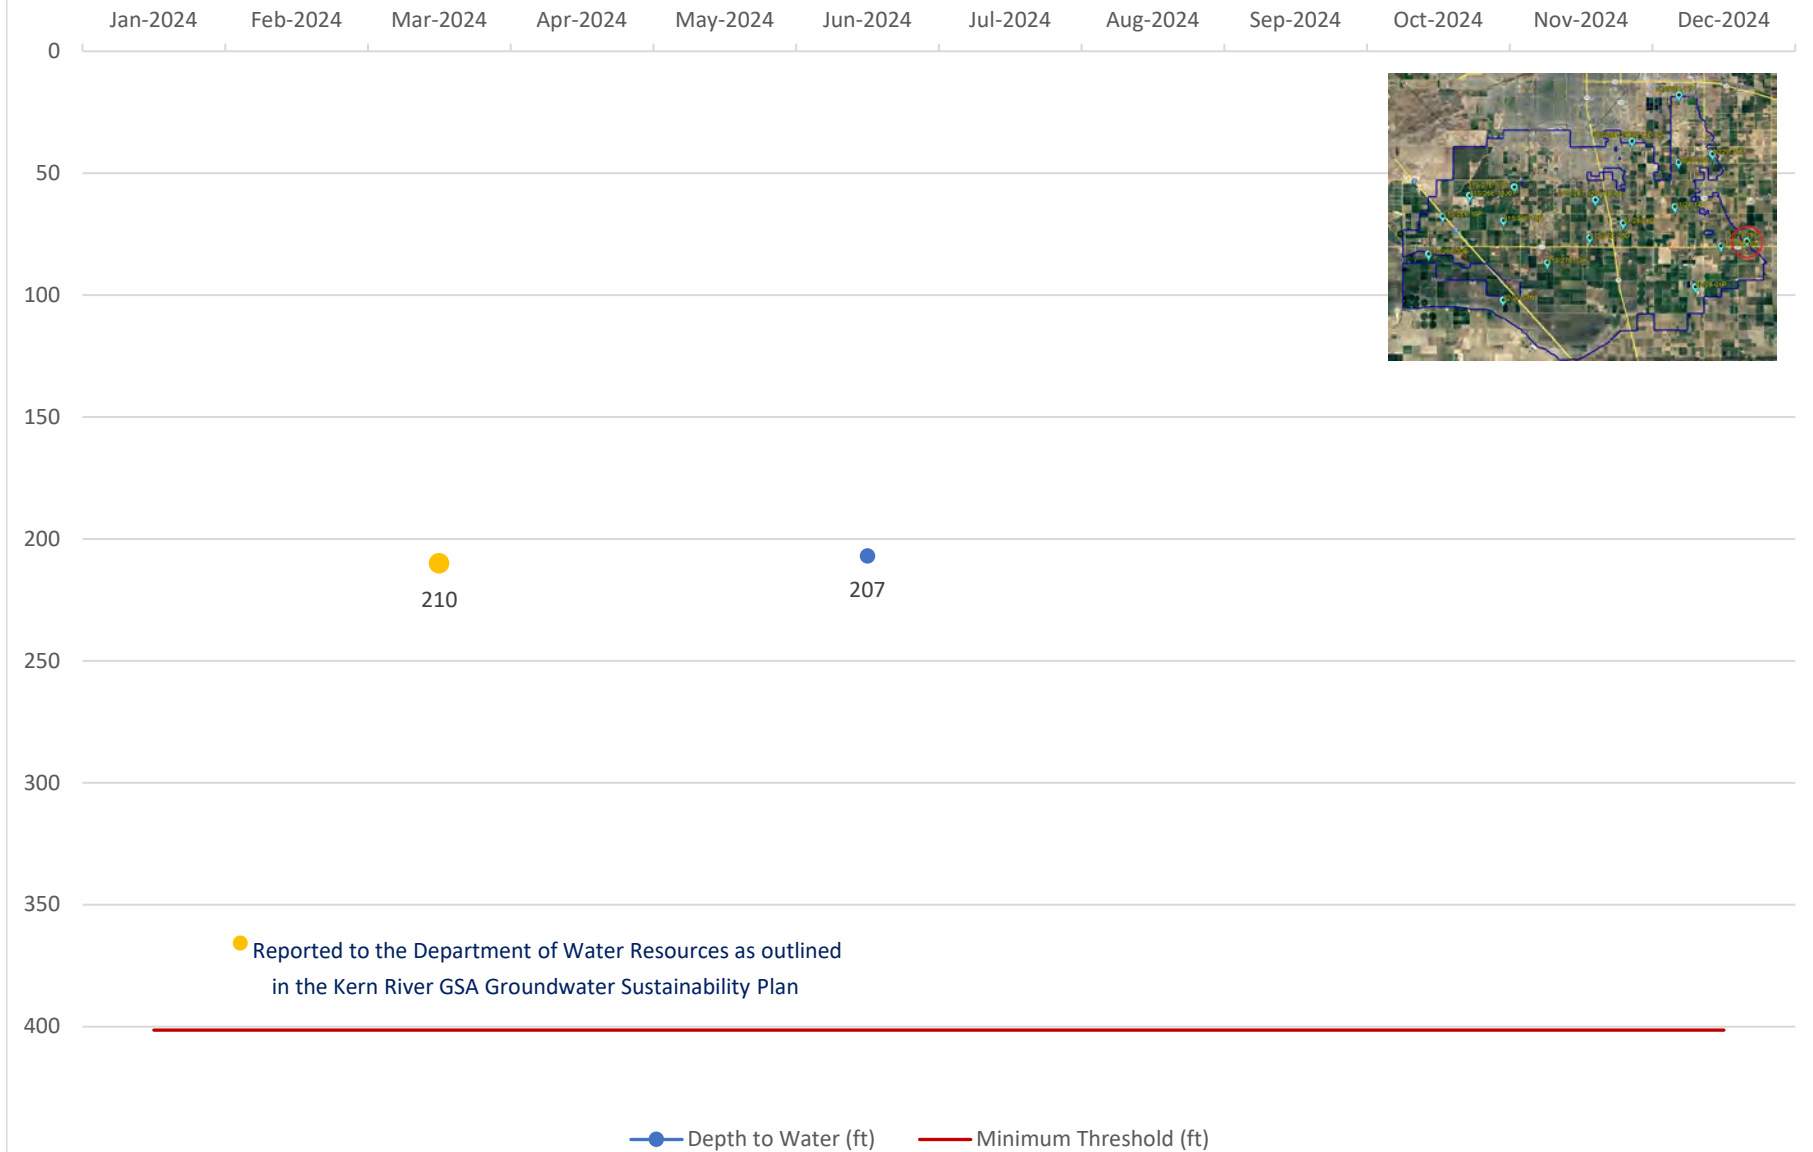 Jan-2024 Feb-2024 Mar-2024 Apr-2024 May-2024 Jun-2024 Jul-2024 Aug-2024 Sep-2024 Oct-2024 Nov-2024 Dec-2024
0
50
100
150
200
210
207
250
300
350
Reported to the Department of Water Resources as outlined
in the Kern River GSA Groundwater Sustainability Plan
400
Depth to Water (ft) Minimum Threshold (ft)